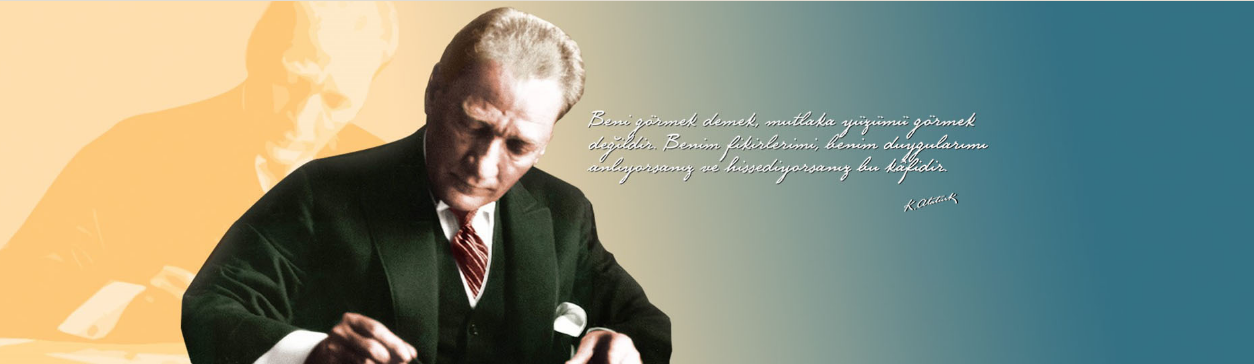 Beni görmek demek, mutlaka yüzümü görmek
değildir. Benim fikirlerimi, benim duygularımı
anlıyorsanız ve hissediyorsanız bu kâfidir.
K. Atatürk